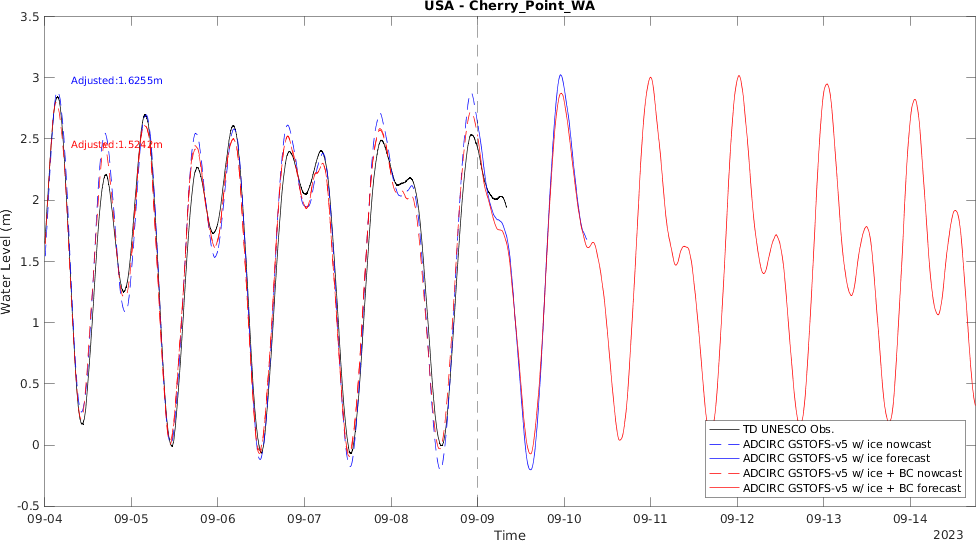 USA - Cherry_Point_WA
3.5
3
2.5
2
1.5
1
0.5
0
-0.5
Water Level (m)
Adjusted:1.6255m
Adjusted:1.5242m
TD UNESCO Obs.
ADCIRC GSTOFS-v5 w/ ice nowcast
ADCIRC GSTOFS-v5 w/ ice forecast
ADCIRC GSTOFS-v5 w/ ice + BC nowcast
ADCIRC GSTOFS-v5 w/ ice + BC forecast
09-04 09-05 09-06 09-07 09-08 09-09 09-10 09-11 09-12 09-13 09-14
Time
2023